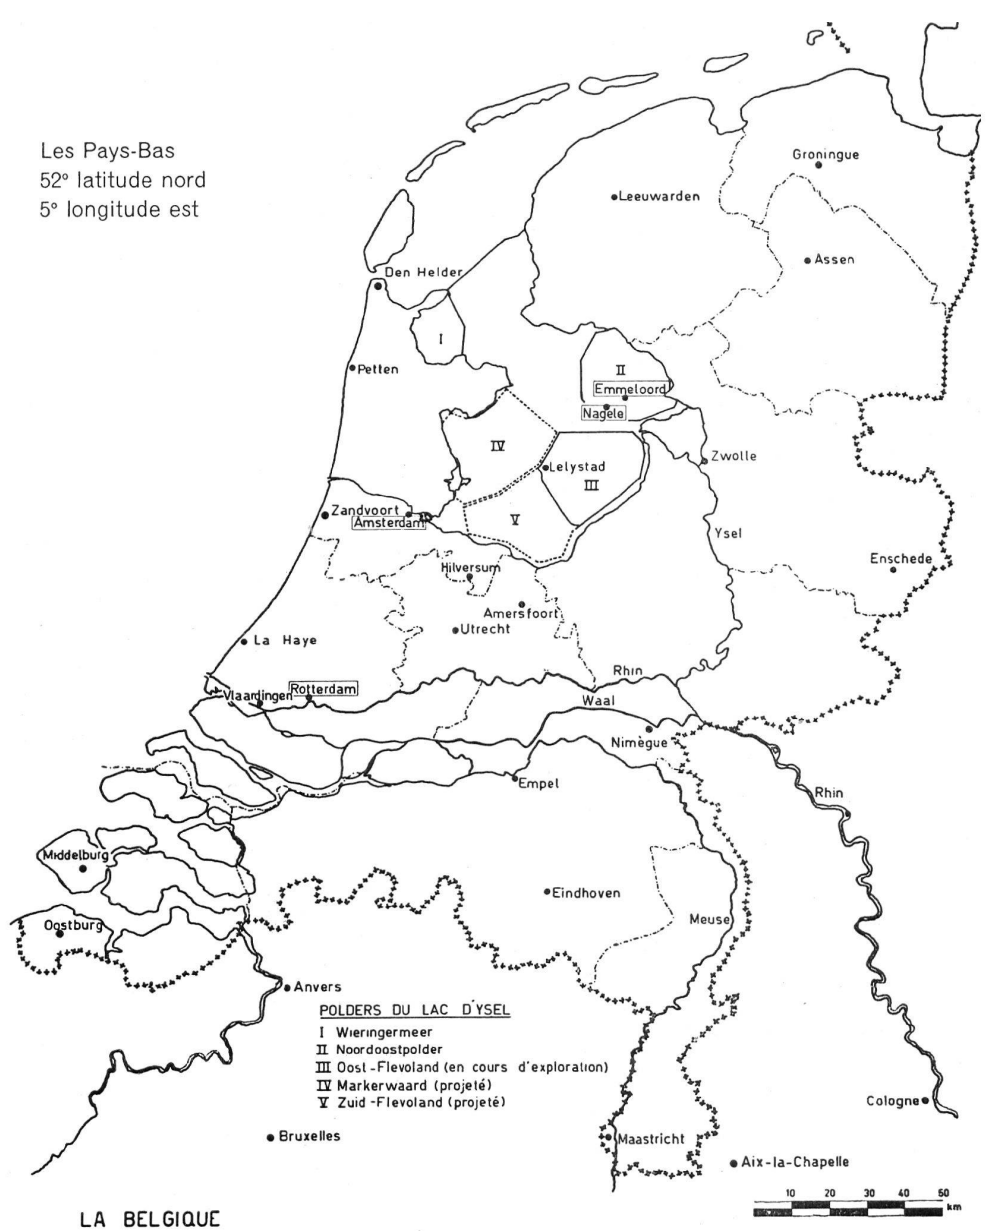 Les Pays-Bas
52° latitude nord
5° longitude est
Groningue
Leeuwarden
Assen
Den Helder
I
Petten
II
Emmeloord
Nagele
IV
Zwolle
Lelystad
III
Zandvoort
Amsterdam
V
Ysel
Enschede
Hilversum
Amersfoort
Utrecht
La Haye
Rhin
Vlaardingen
Rotterdam
Waal
Nimègue
Empel
Rhin
Middelburg
Eindhoven
Meuse
Oostburg
Anvers
POLDERS DU LAC D'YSEL
I Wieringermeer
II Noordoostpolder
III Oost-Flevoland (en cours d'exploration)
IV Markerwaard (projeté)
V Zuid-Flevoland (projeté)
Cologne
Bruxelles
Maastricht
Aix-la-Chapelle
10 20 30 40 50
km
LA BELGIQUE